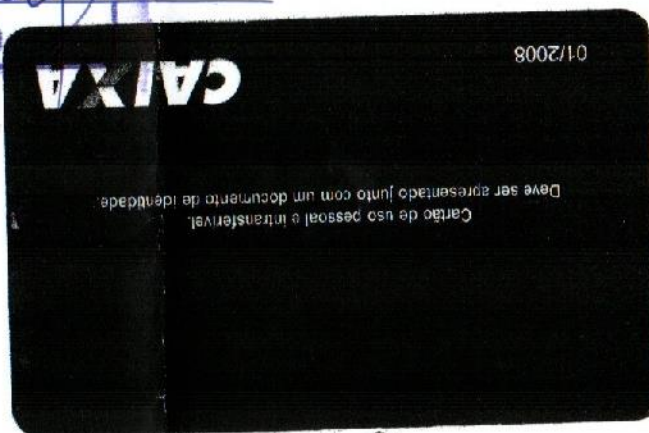 Cartão de uso pessoal e intransferível.
Deve ser apresentado junto com um documento de identidade.
01/2008
CAIXA